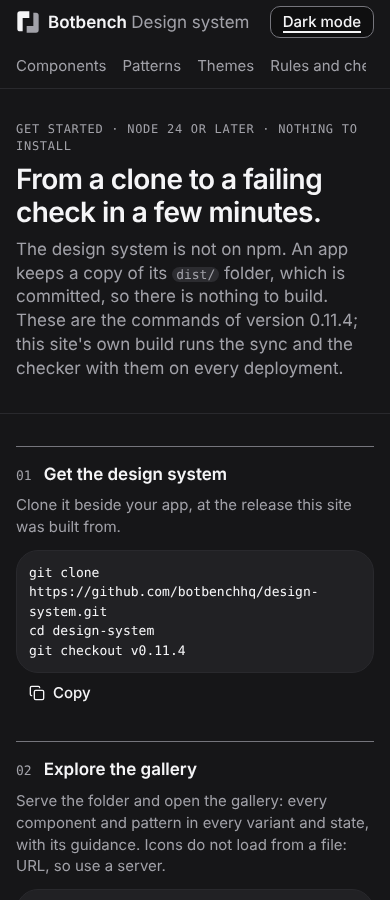 Botbench Design system
Dark mode
Components Patterns Themes Rules and che
GET STARTED · NODE 24 OR LATER · NOTHING TO
INSTALL
From a clone to a failing
check in a few minutes.
The design system is not on npm. An app
keeps a copy of its dist/ folder, which is
committed, so there is nothing to build.
These are the commands of version 0.11.4;
this site's own build runs the sync and the
checker with them on every deployment.
01 Get the design system
Clone it beside your app, at the release this site
was built from.
git clone
https://github.com/botbenchhq/design-
system.git
cd design-system
git checkout v0.11.4
Copy
02 Explore the gallery
Serve the folder and open the gallery: every
component and pattern in every variant and state,
with its guidance. Icons do not load from a file:
URL, so use a server.